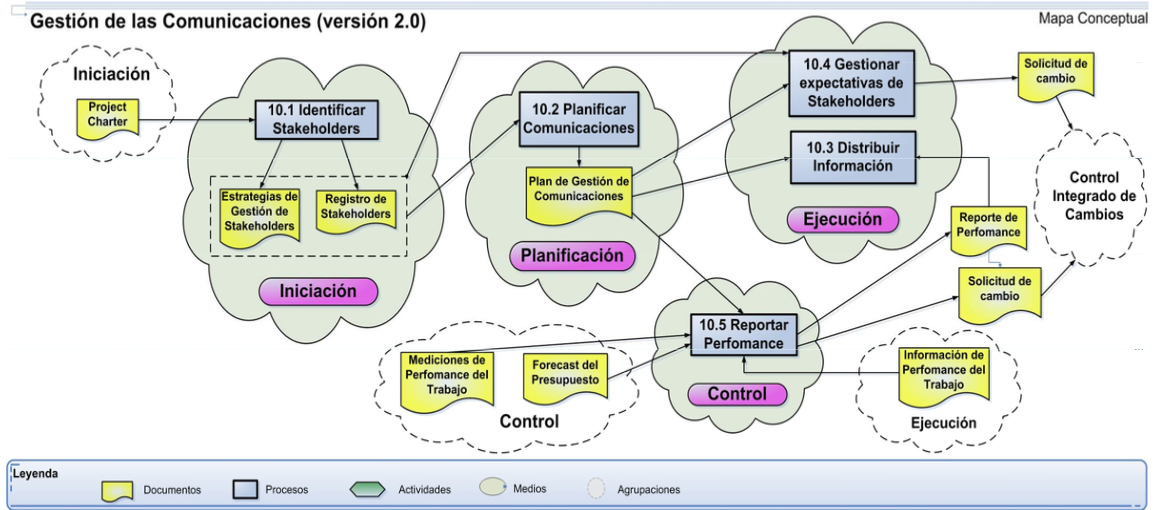 Gestión de las Comunicaciones (versión 2.0)
Mapa Conceptual
Iniciación
Project
Charter
10.1 Identificar
Stakeholders
Estrategias de
Gestión de
Stakeholders
Registro de
Stakeholders
Iniciación
10.2 Planificar
Comunicaciones
Plan de Gestión de
Comunicaciones
Planificación
10.4 Gestionar
expectativas de
Stakeholders
10.3 Distribuir
Información
Ejecución
Solicitud de
cambio
Control
Integrado de
Cambios
Reporte de
Perfomance
Solicitud de
cambio
10.5 Reportar
Perfomance
Control
Mediciones de
Perfomance del
Trabajo
Forecast del
Presupuesto
Control
Información de
Perfomance del
Trabajo
Ejecución
Leyenda
Documentos
Procesos
Actividades
Medios
Agrupaciones